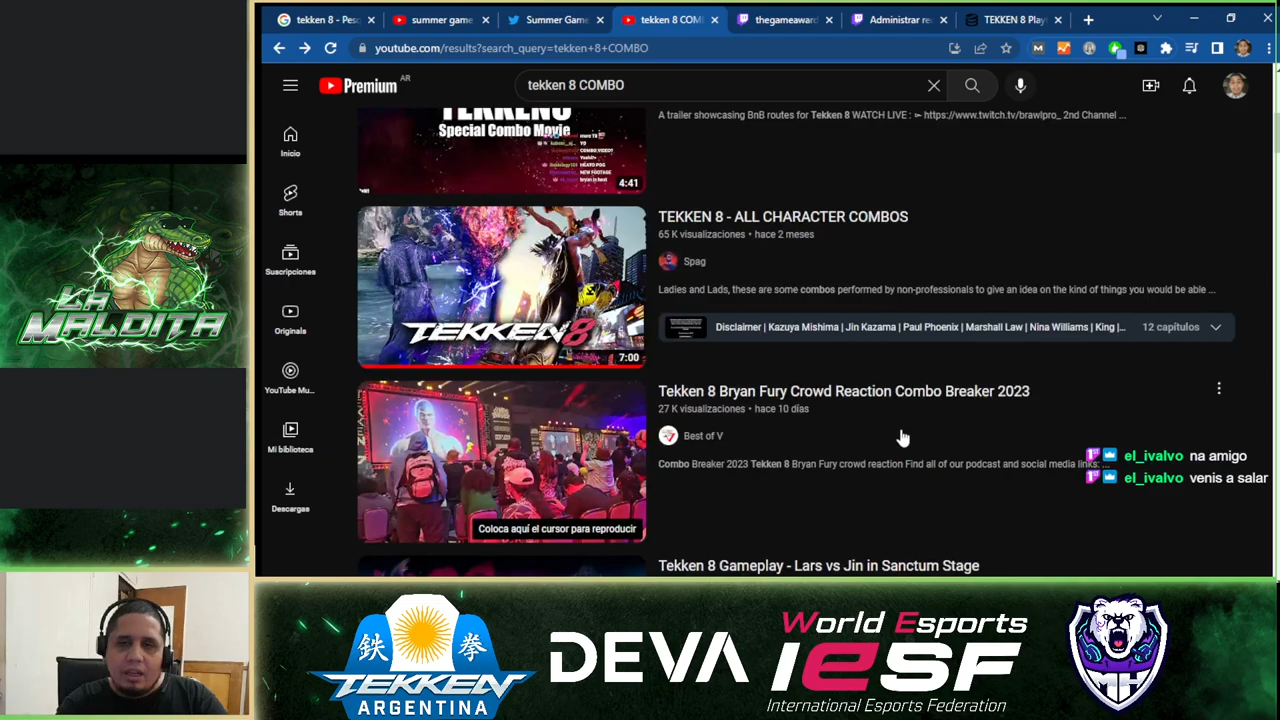 tekken 8 - Pesc
summer game
Summer Game
tekken 8 COM
thegameaward
Administrar re
TEKKEN 8 Play
youtube.com/results?search_query=tekken+8+COMBO
Premium AR
tekken 8 COMBO
Inicio
Shorts
Suscripciones
Originals
YouTube Mu...
Mi biblioteca
Descargas
TEKKEN8
Special Combo Movie
4:41
A trailer showcasing BnB routes for Tekken 8 WATCH LIVE : ► https://www.twitch.tv/brawlpro_ 2nd Channel ...
TEKKEN 8
7:00
TEKKEN 8 - ALL CHARACTER COMBOS
65 K visualizaciones • hace 2 meses
Spag
Ladies and Lads, these are some combos performed by non-professionals to give an idea on the kind of things you would be able ...
Disclaimer | Kazuya Mishima | Jin Kazama | Paul Phoenix | Marshall Law | Nina Williams | King |...
12 capítulos
Coloca aquí el cursor para reproducir
Tekken 8 Bryan Fury Crowd Reaction Combo Breaker 2023
27 K visualizaciones • hace 10 días
Best of V
Combo Breaker 2023 Tekken 8 Bryan Fury crowd reaction Find all of our podcast and social media links: ...
Tekken 8 Gameplay - Lars vs Jin in Sanctum Stage
el_ivalvo na amigo
el_ivalvo venis a salar
LA
MALDITA
鉄 拳
TEKKEN
ARGENTINA
DEVA
World Esports
IESF
International Esports Federation
MH